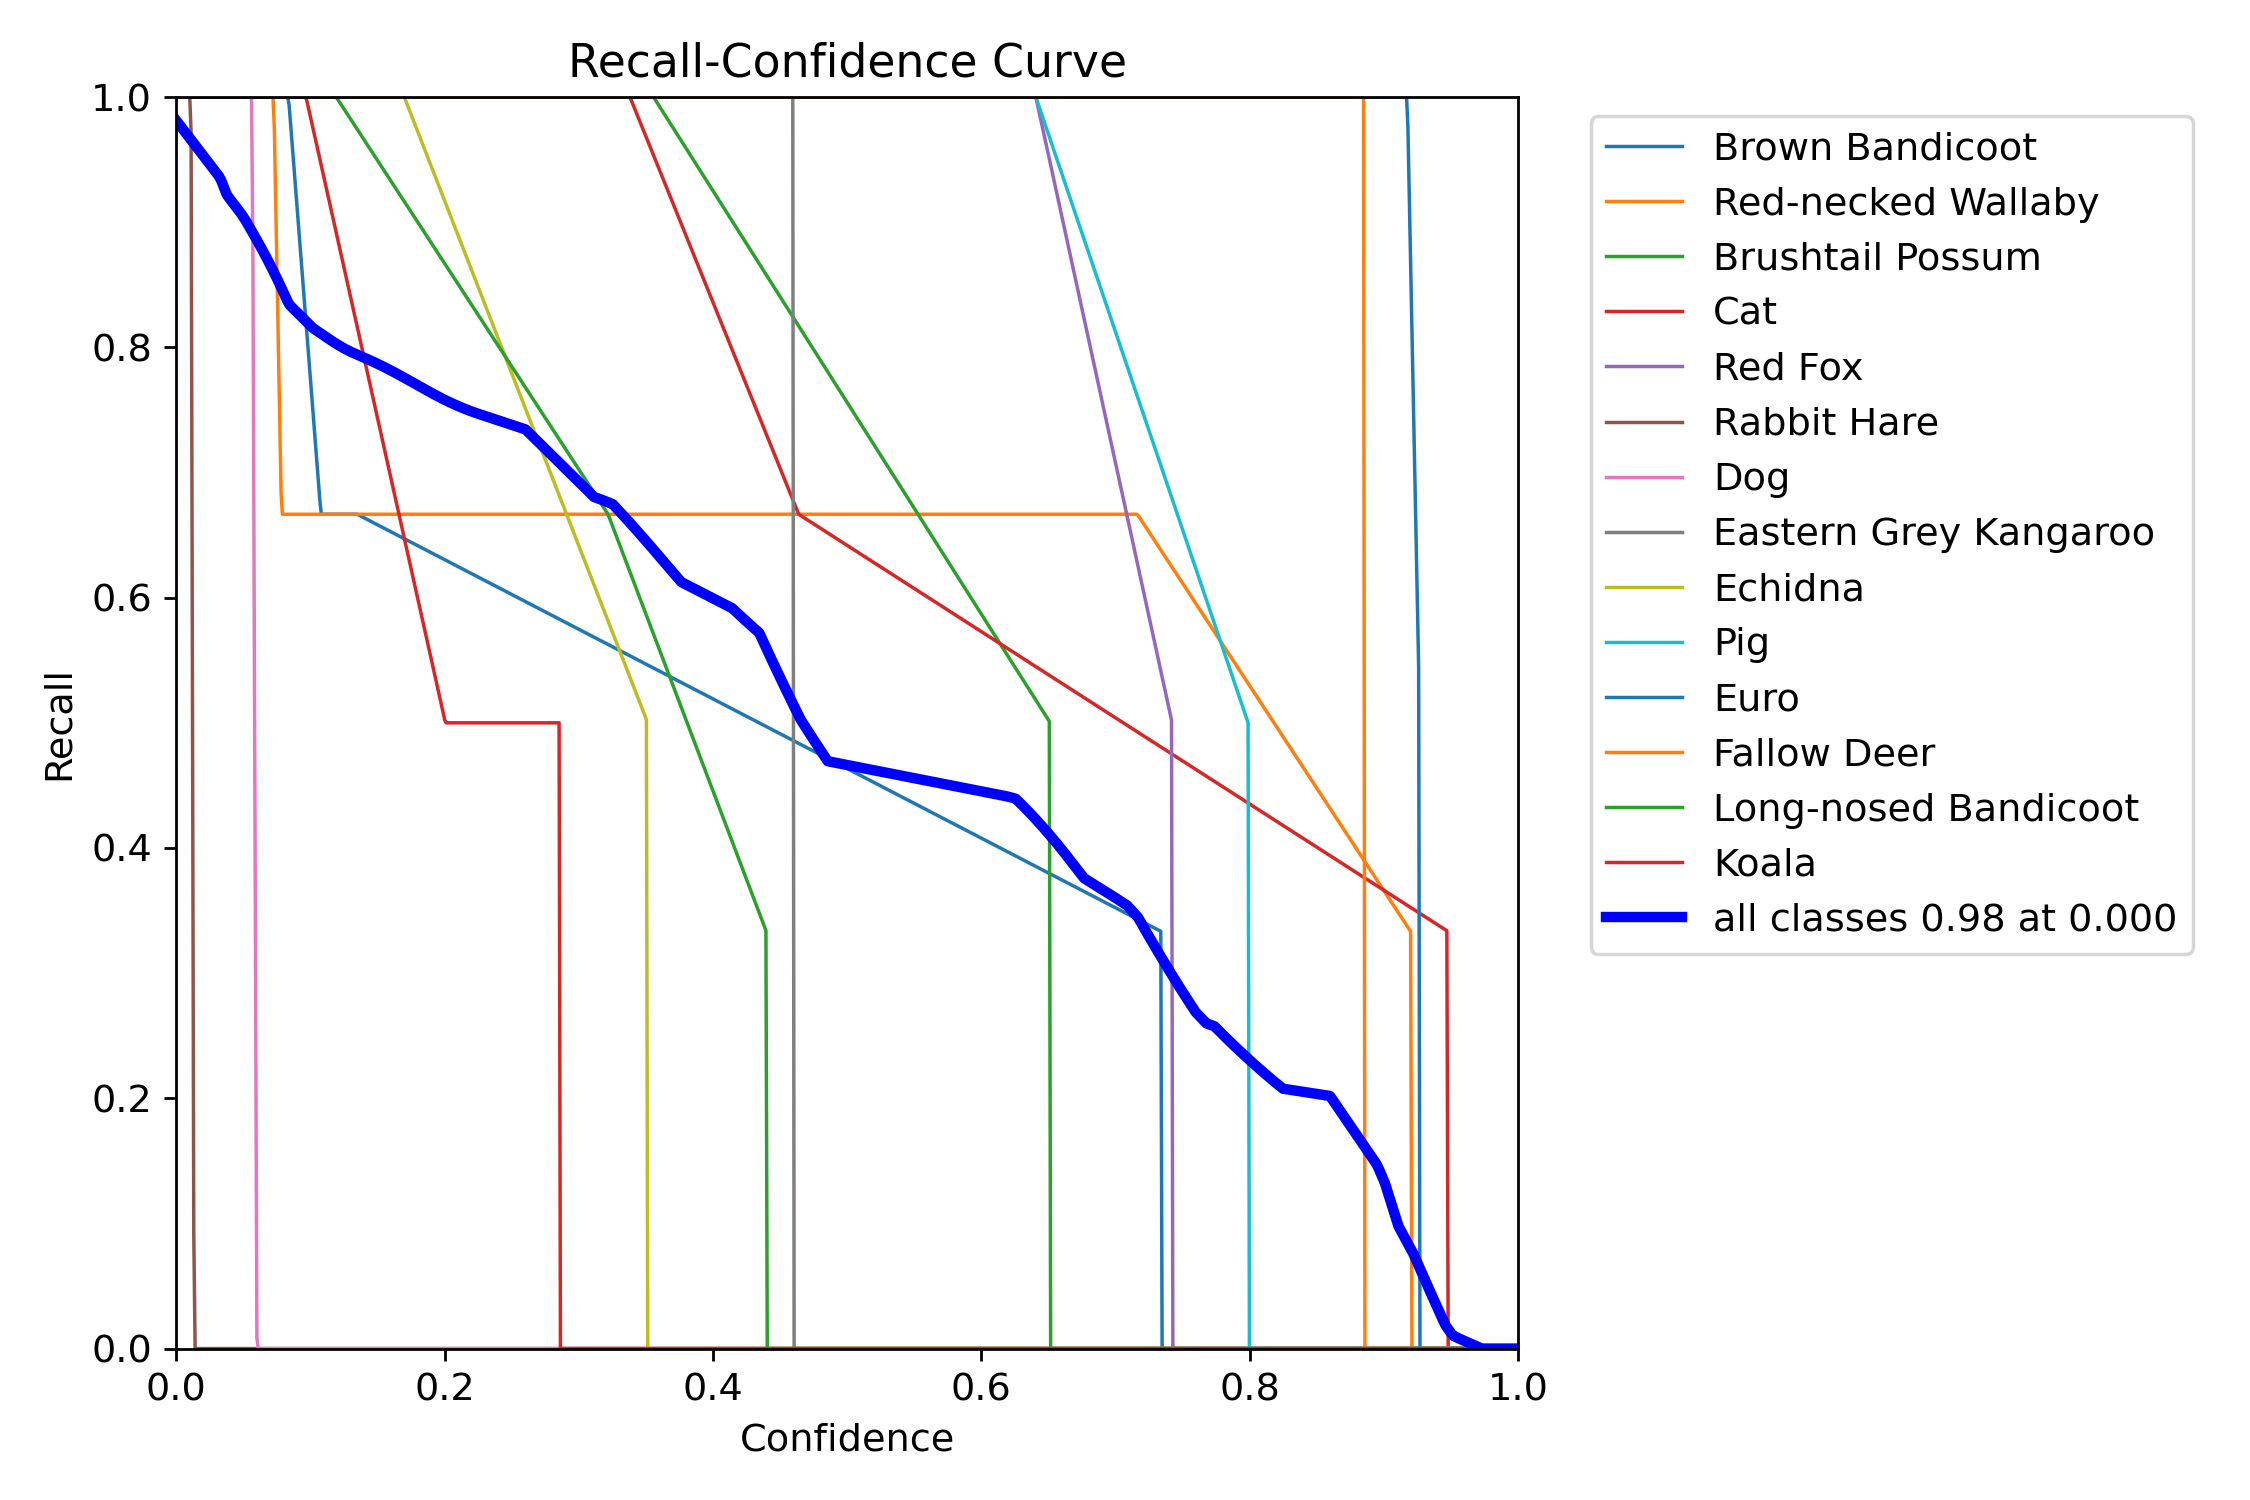 Recall-Confidence Curve
1.0
0.8
0.6
0.4
0.2
0.0
Recall
0.0 0.2 0.4 0.6 0.8 1.0
Confidence
Brown Bandicoot
Red-necked Wallaby
Brushtail Possum
Cat
Red Fox
Rabbit Hare
Dog
Eastern Grey Kangaroo
Echidna
Pig
Euro
Fallow Deer
Long-nosed Bandicoot
Koala
all classes 0.98 at 0.000